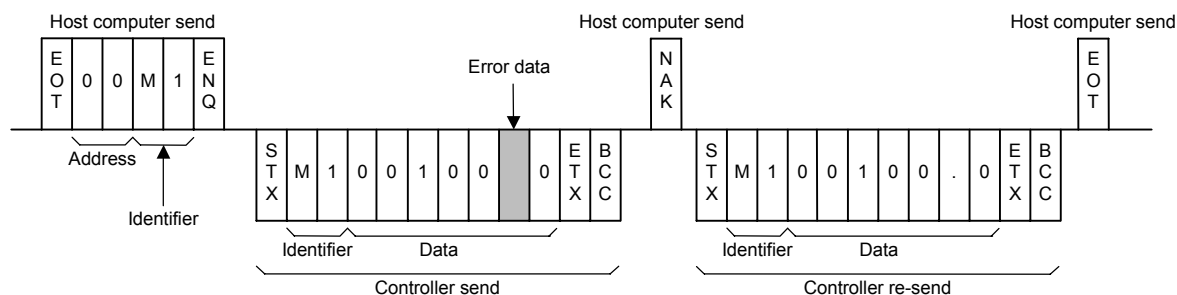 Host computer send
EOT 0 0 M 1 ENQ
Address
Identifier
Error data
STX M 1 0 0 1 0 0 0 ETX BCC
Identifier
Data
Controller send
Host computer send
NAK
STX M 1 0 0 1 0 0 . 0 ETX BCC
Identifier
Data
Controller re-send
Host computer send
EOT